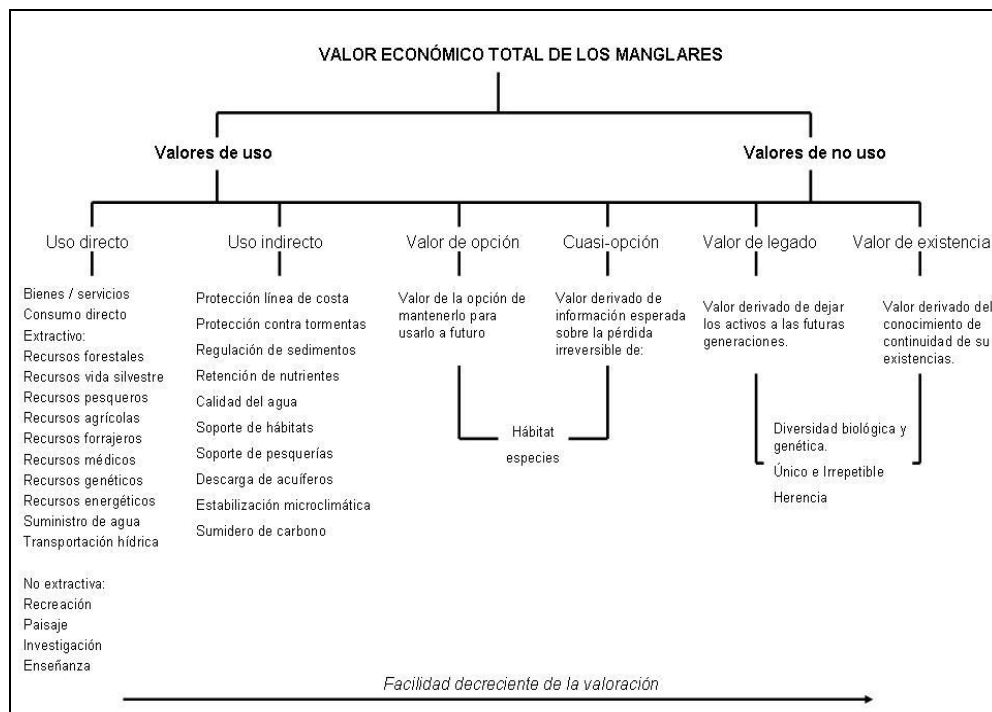 VALOR ECONÓMICO TOTAL DE LOS MANGLARES
Valores de uso
Valores de no uso
Uso directo
Bienes / servicios
Consumo directo
Extractivo:
Recursos forestales
Recursos vida silvestre
Recursos pesqueros
Recursos agrícolas
Recursos forrajeros
Recursos médicos
Recursos genéticos
Recursos energéticos
Suministro de agua
Transportación hídrica
No extractiva:
Recreación
Paisaje
Investigación
Enseñanza
Uso indirecto
Protección línea de costa
Protección contra tormentas
Regulación de sedimentos
Retención de nutrientes
Calidad del agua
Soporte de hábitats
Soporte de pesquerías
Descarga de acuíferos
Estabilización microclimática
Sumidero de carbono
Valor de opción
Valor de la opción de
mantenerlo para
usarlo a futuro
Cuasi-opción
Valor derivado de
información esperada
sobre la pérdida
irreversible de:
Hábitat
especies
Valor de legado
Valor derivado de dejar
los activos a las futuras
generaciones.
Valor de existencia
Valor derivado del
conocimiento de
continuidad de su
existencias.
Diversidad biológica y
genética.
Único e Irrepetible
Herencia
Facilidad decreciente de la valoración